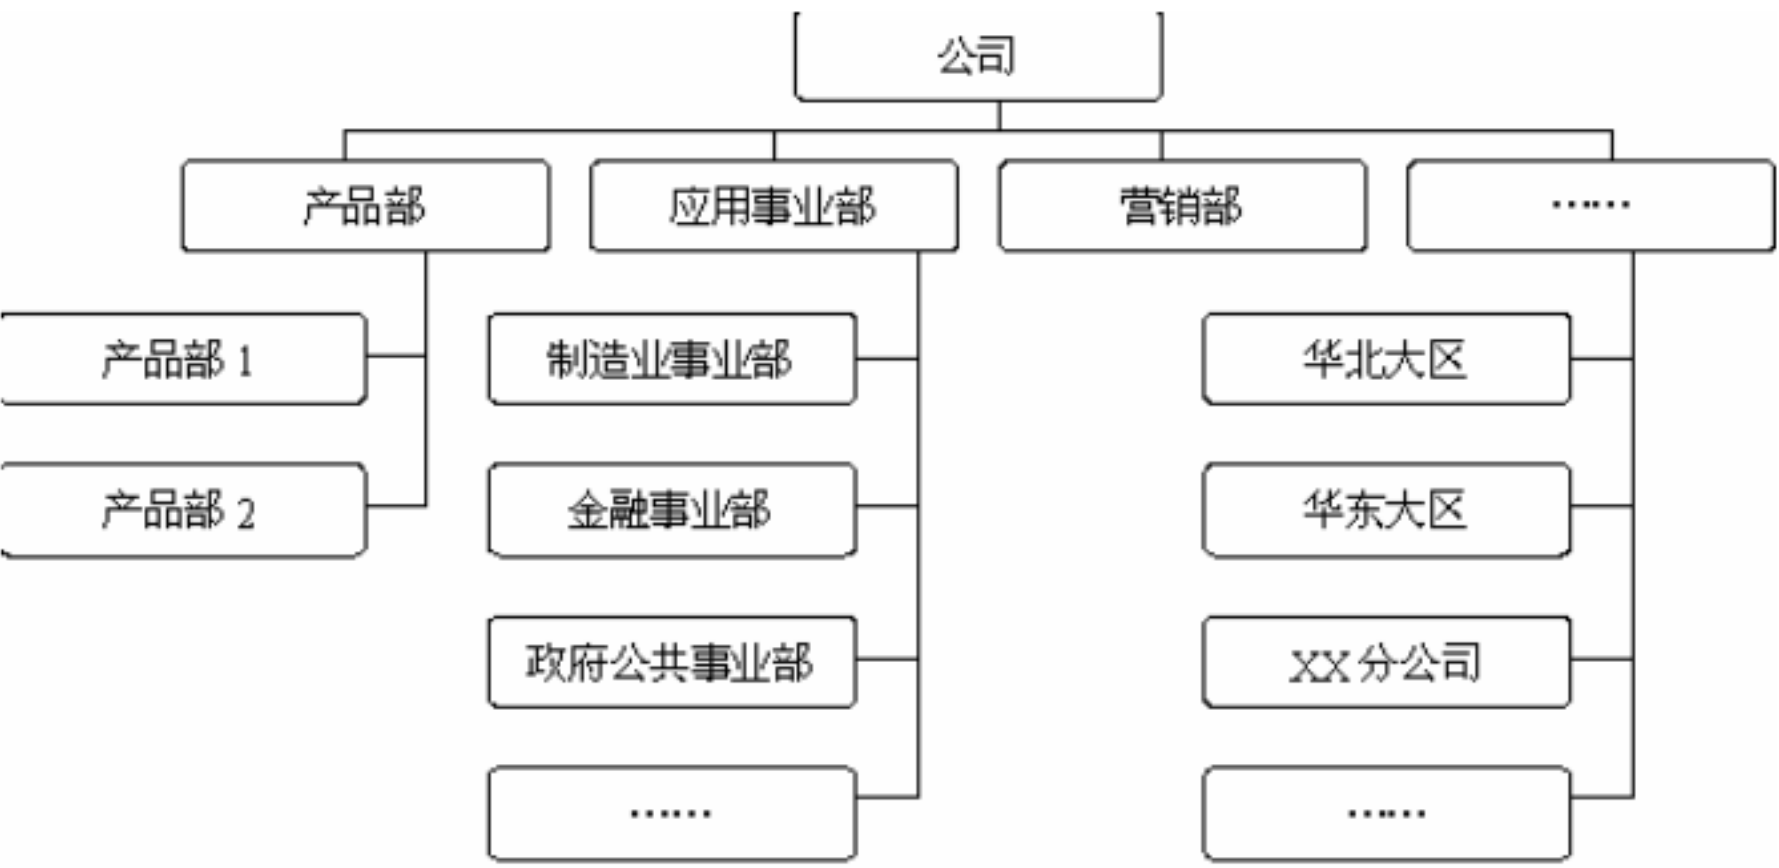 公司
产品部
应用事业部
营销部
……
产品部 1
制造业事业部
华北大区
产品部 2
金融事业部
华东大区
政府公共事业部
XX 分公司
……
……